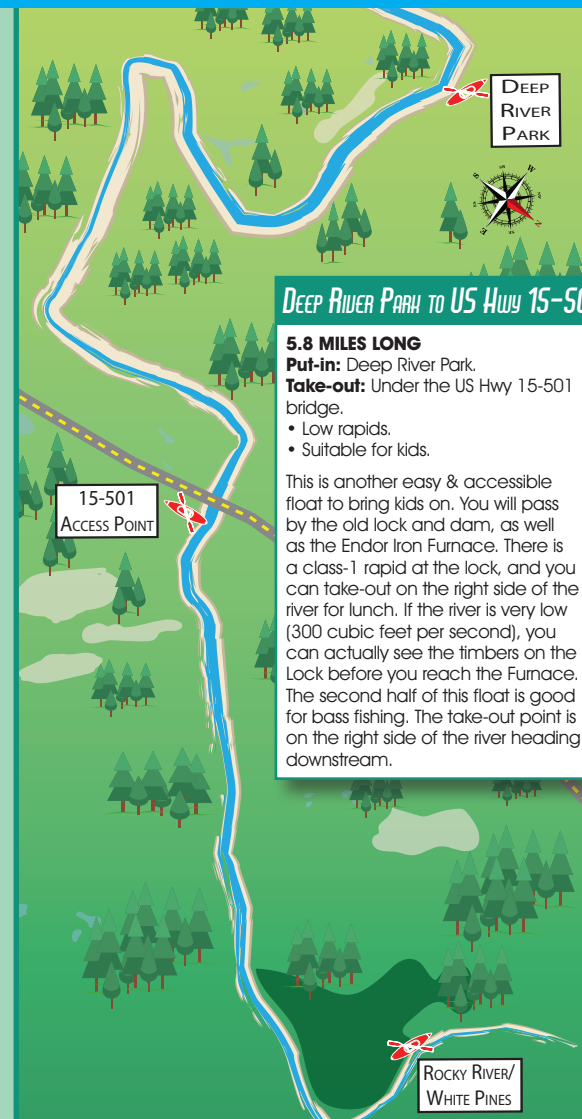 DEEP
RIVER
PARK
DEEP RIVER PARK TO US HWY 15-50
5.8 MILES LONG
Put-in: Deep River Park.
Take-out: Under the US Hwy 15-501
bridge.
• Low rapids.
• Suitable for kids.
This is another easy & accessible
float to bring kids on. You will pass
by the old lock and dam, as well
as the Endor Iron Furnace. There is
a class-1 rapid at the lock, and you
can take-out on the right side of the
river for lunch. If the river is very low
(300 cubic feet per second), you
can actually see the timbers on the
Lock before you reach the Furnace.
The second half of this float is good
for bass fishing. The take-out point is
on the right side of the river heading
downstream.
15-501
ACCESS POINT
ROCKY RIVER/
WHITE PINES
S
W
E
N